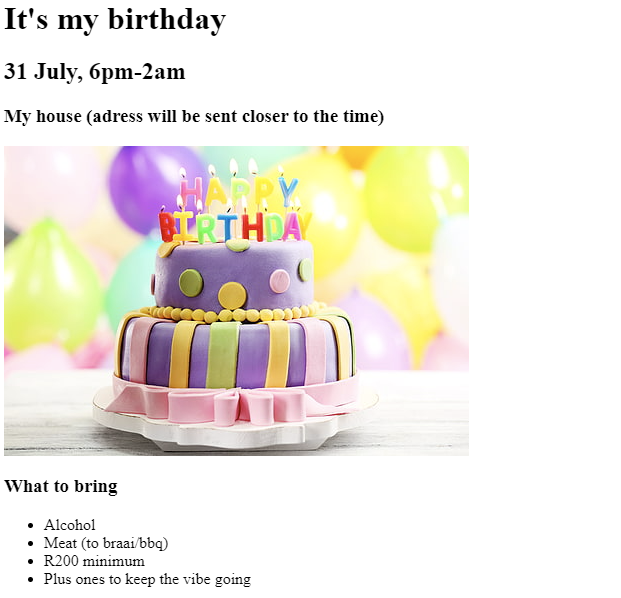 It's my birthday
31 July, 6pm-2am
My house (adress will be sent closer to the time)
HAPPY
BIRTHDAY
What to bring
Alcohol
Meat (to braai/bbq)
R200 minimum
Plus ones to keep the vibe going